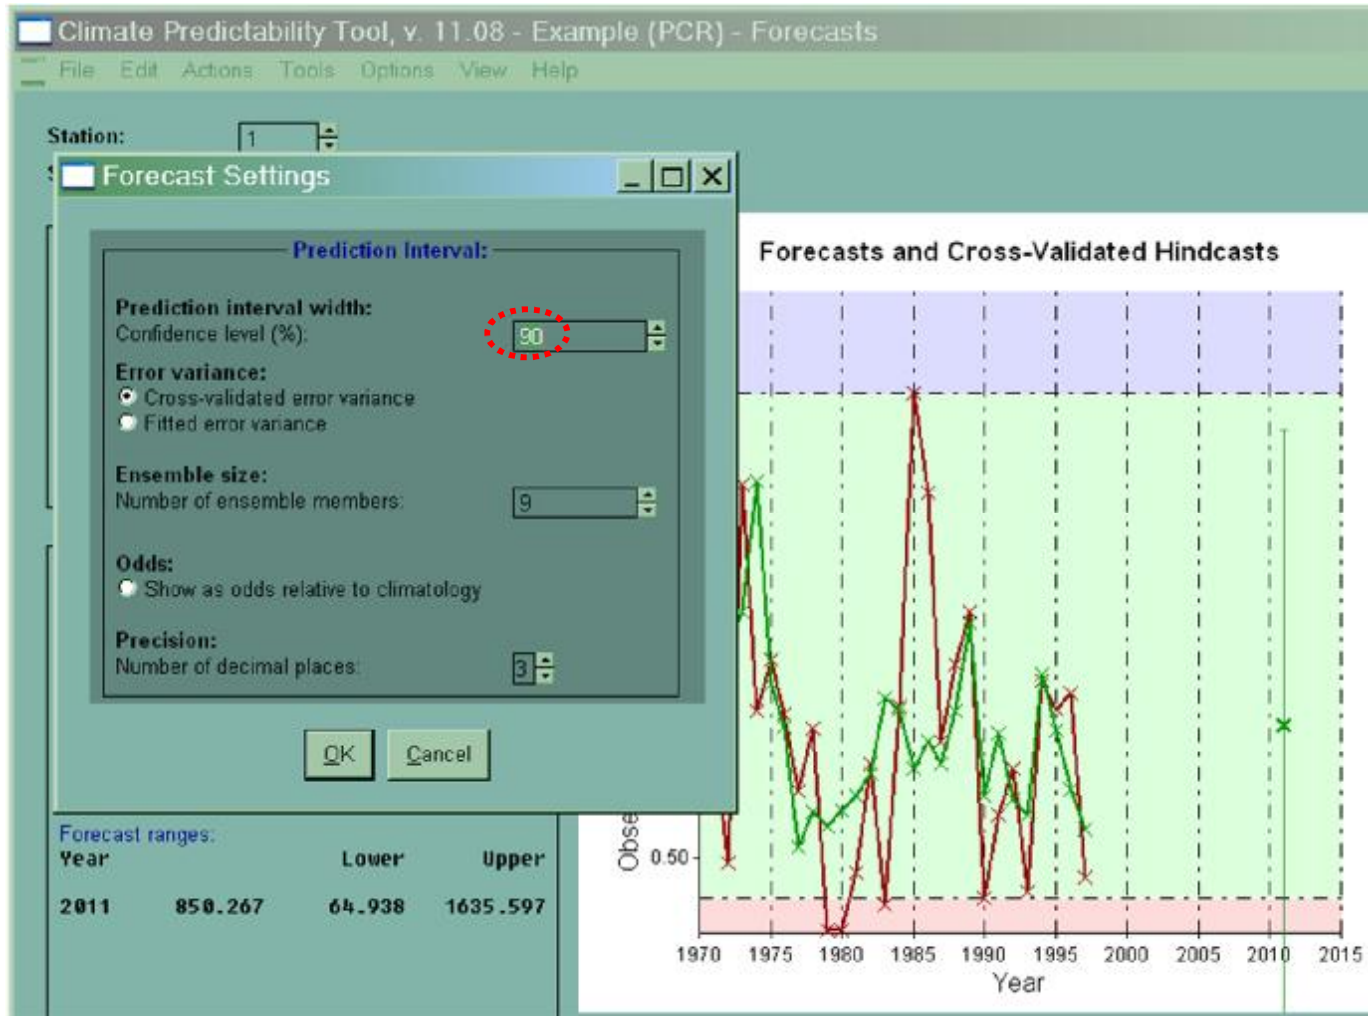 Climate Predictability Tool, v. 11.08 - Example (PCR) - Forecasts
File Edit Actions Tools Options View Help
Station: 1
Forecast Settings
Prediction Interval:
Prediction interval width:
Confidence level (%): 90
Error variance:
Cross-validated error variance
Fitted error variance
Ensemble size:
Number of ensemble members: 9
Odds:
Show as odds relative to climatology
Precision:
Number of decimal places: 3
OK Cancel
Forecast ranges:
Year Lower Upper
2011 850.267 64.938 1635.597
Forecasts and Cross-Validated Hindcasts
0.50
1970 1975 1980 1985 1990 1995 2000 2005 2010 2015
Year